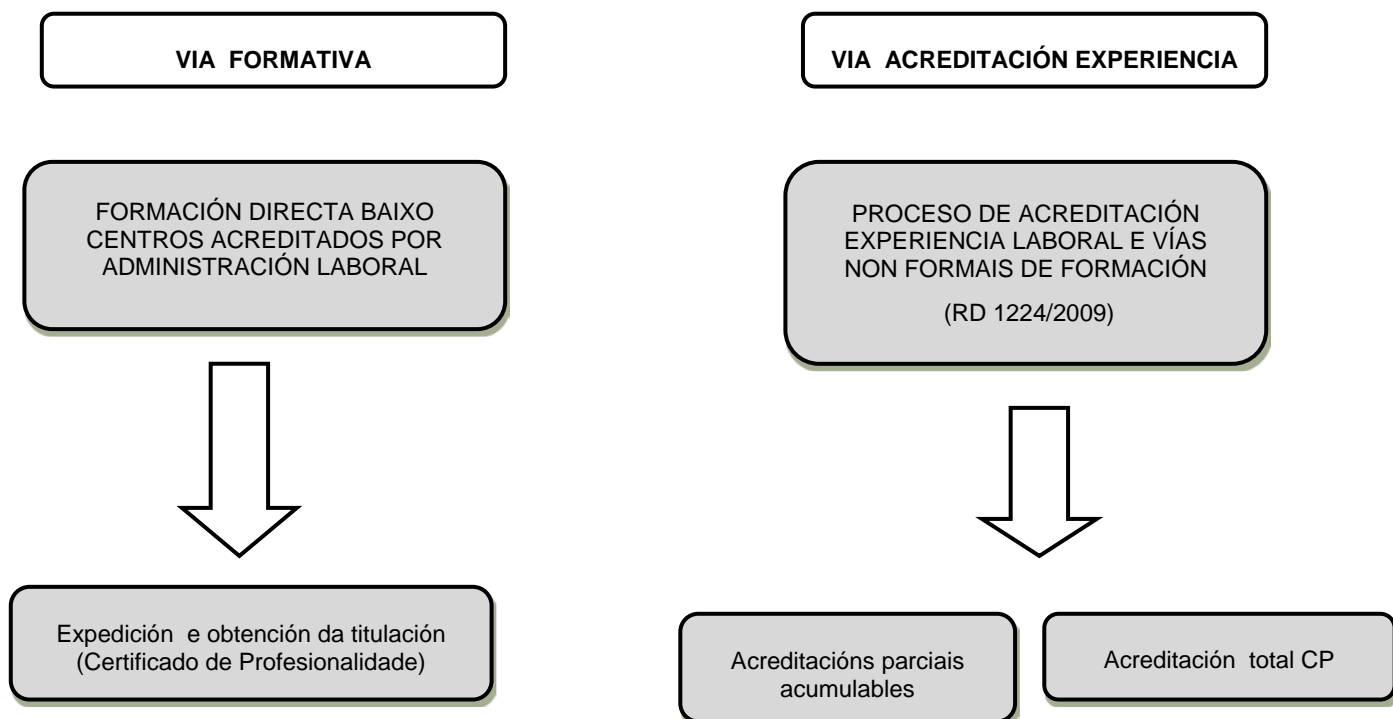 VIA FORMATIVA
FORMACIÓN DIRECTA BAIXO
CENTROS ACREDITADOS POR
ADMINISTRACIÓN LABORAL
Expedición e obtención da titulación
(Certificado de Profesionalidade)
VIA ACREDITACIÓN EXPERIENCIA
PROCESO DE ACREDITACIÓN
EXPERIENCIA LABORAL E VÍAS
NON FORMAIS DE FORMACIÓN
(RD 1224/2009)
Acreditacións parciais
acumulables
Acreditación total CP